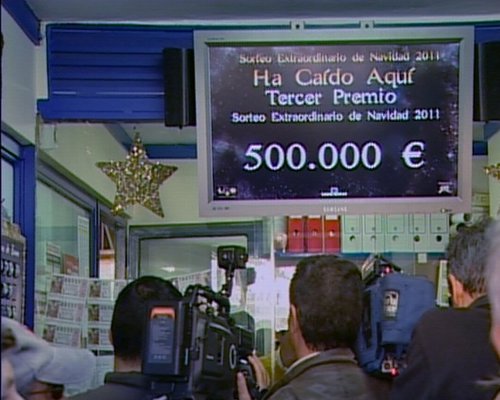 Sorteo Extraordinario de Navidad 2011
Ha Caído Aquí
Tercer Premio
Sorteo Extraordinario de Navidad 2011
500.000 €